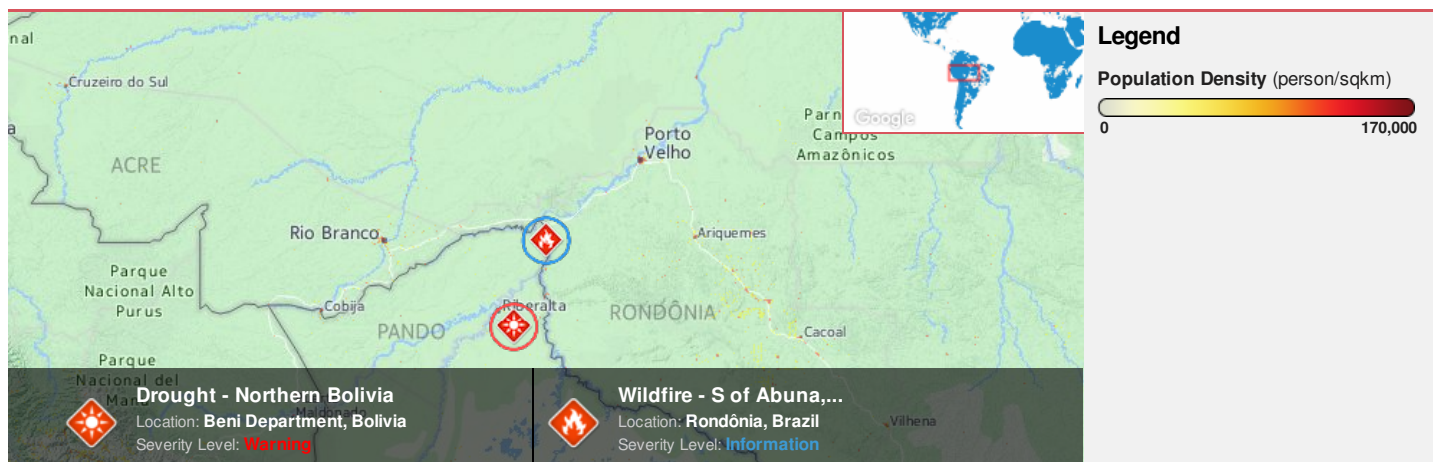 nal
Cruzeiro do Sul
a
ACRE
Porto
Velho
Parn
Campos
Amazônicos
Google
Rio Branco
Ariquemes
Parque
Nacional Alto
Purus
Cobija
Riberalta
PANDO
RONDÔNIA
Cacoal
Parque
Nacional del
Manú
Maldonado
Vilhena
Drought - Northern Bolivia
Location: Beni Department, Bolivia
Severity Level: Warning
Wildfire - S of Abuna,...
Location: Rondônia, Brazil
Severity Level: Information
Legend
Population Density (person/sqkm)
0
170,000